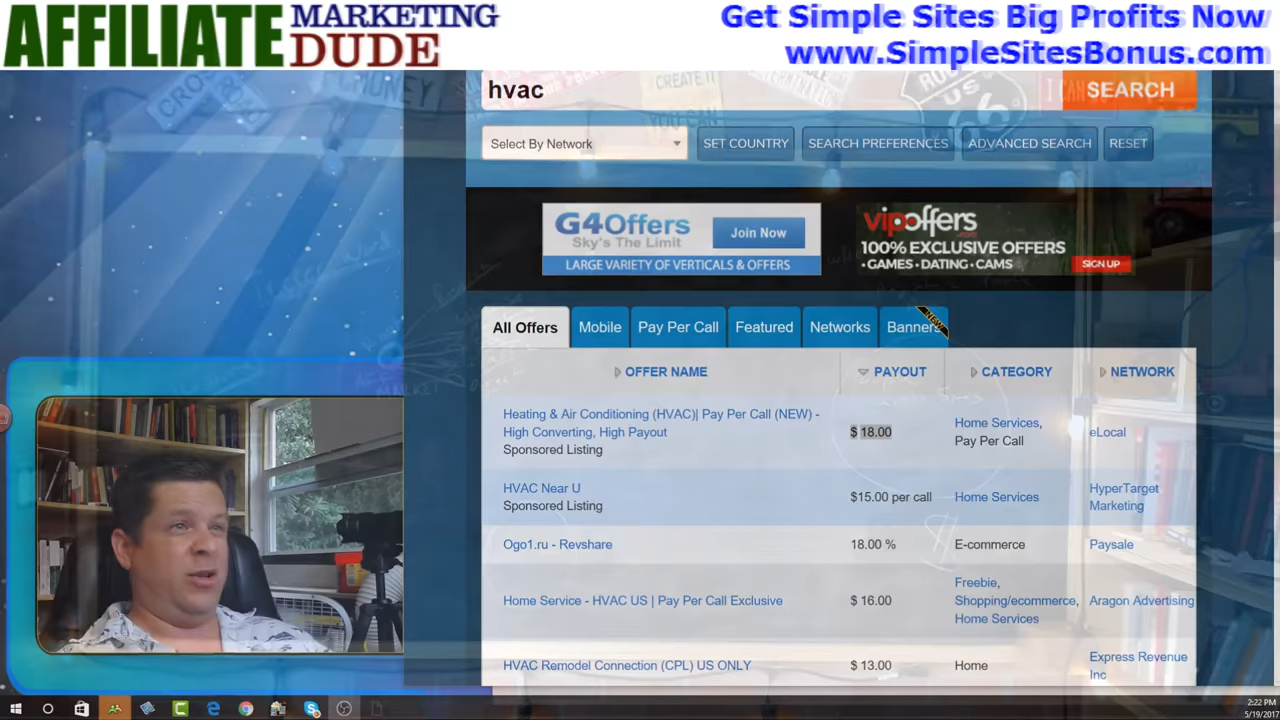 AFFILIATE MARKETING DUDE
Get Simple Sites Big Profits Now
www.SimpleSitesBonus.com
hvac
SEARCH
Select By Network
SET COUNTRY
SEARCH PREFERENCES
ADVANCED SEARCH
RESET
G4Offers
Sky's The Limit
Join Now
LARGE VARIETY OF VERTICALS & OFFERS
vipoffers
100% EXCLUSIVE OFFERS
• GAMES • DATING • CAMS
SIGN UP
All Offers
Mobile
Pay Per Call
Featured
Networks
Banners
NEW
OFFER NAME
PAYOUT
CATEGORY
NETWORK
Heating & Air Conditioning (HVAC)| Pay Per Call (NEW) -
High Converting, High Payout
Sponsored Listing
$ 18.00
Home Services,
Pay Per Call
eLocal
HVAC Near U
Sponsored Listing
$15.00 per call
Home Services
HyperTarget
Marketing
Ogo1.ru - Revshare
18.00 %
E-commerce
Paysale
Home Service - HVAC US | Pay Per Call Exclusive
$ 16.00
Freebie,
Shopping/ecommerce,
Home Services
Aragon Advertising
HVAC Remodel Connection (CPL) US ONLY
$ 13.00
Home
Express Revenue
Inc
2:22 PM
5/19/2017